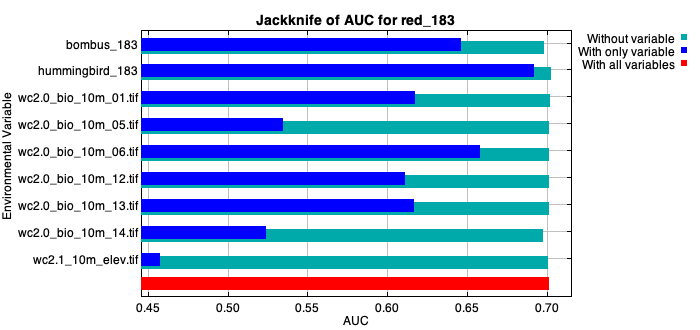 Jackknife of AUC for red_183
bombus_183
hummingbird_183
wc2.0_bio_10m_01.tif
wc2.0_bio_10m_05.tif
wc2.0_bio_10m_06.tif
wc2.0_bio_10m_12.tif
wc2.0_bio_10m_13.tif
wc2.0_bio_10m_14.tif
wc2.1_10m_elev.tif
Environmental Variable
0.45 0.50 0.55 0.60 0.65 0.70
AUC
Without variable
With only variable
With all variables